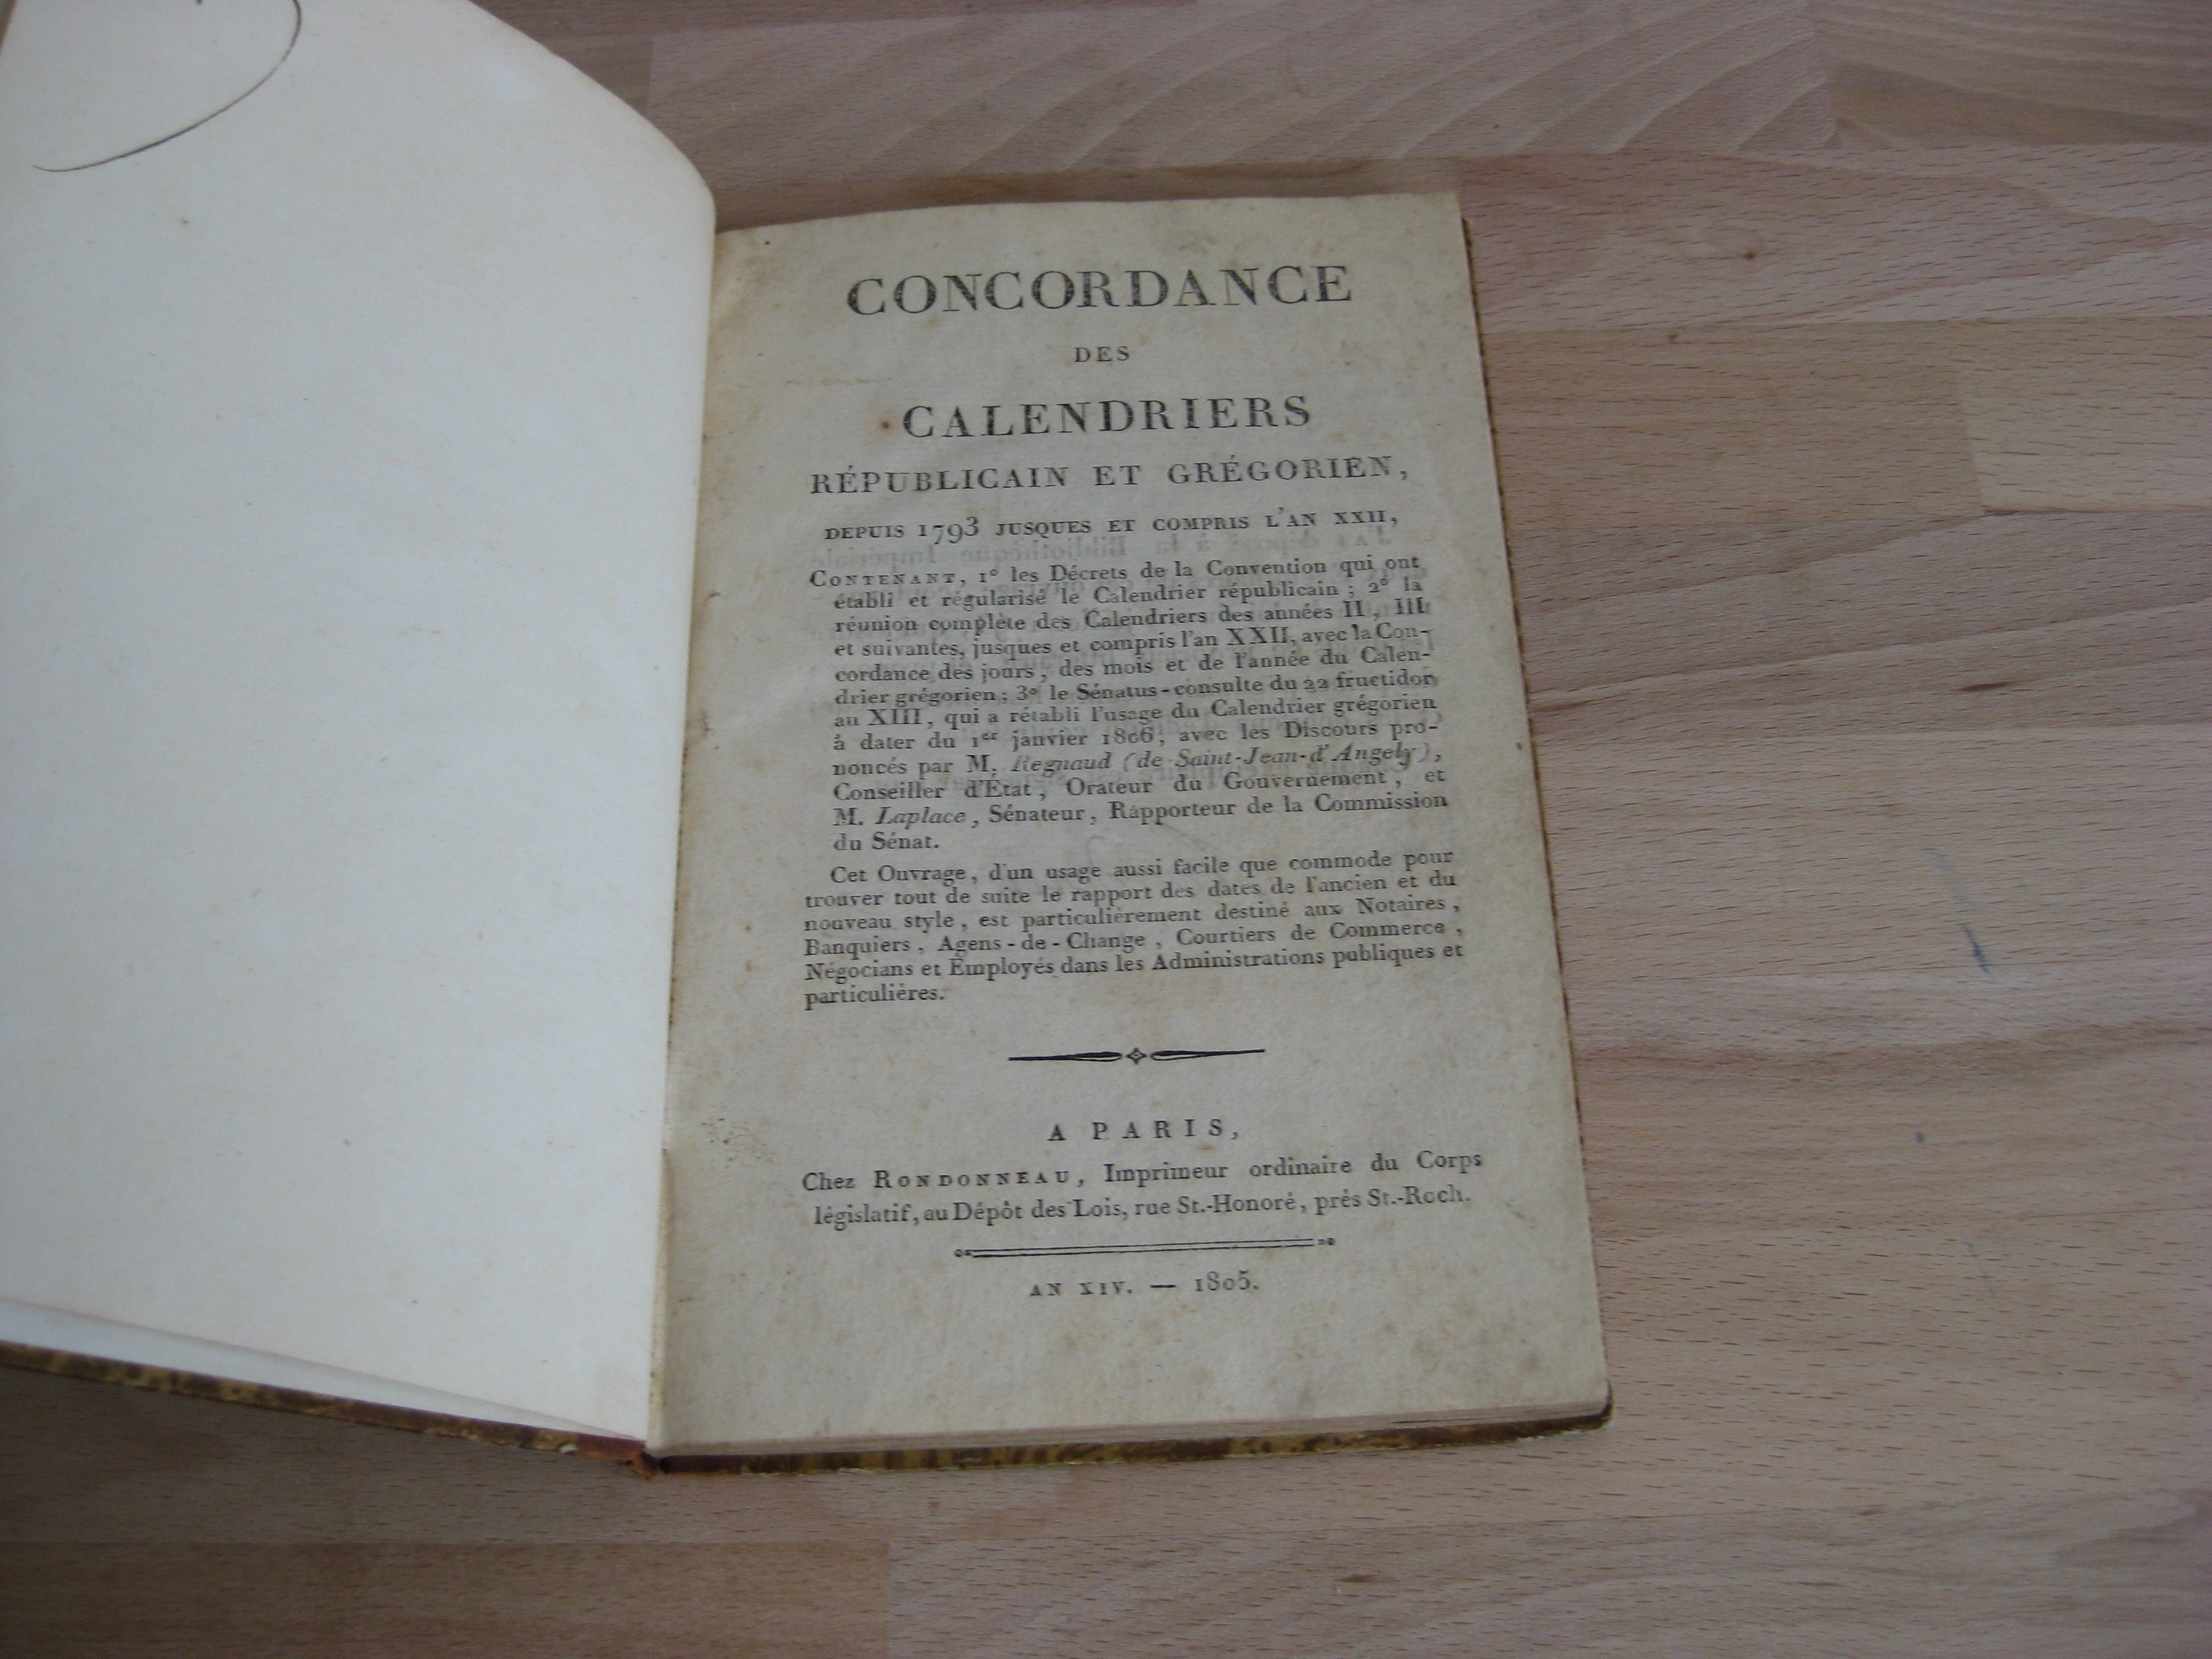 CONCORDANCE
DES
CALENDRIERS
RÉPUBLICAIN ET GRÉGORIEN,
DEPUIS 1793 JUSQUES ET COMPRIS L'AN XXII,
CONTENANT, 1° les Décrets de la Convention qui ont
établi et régularisé le Calendrier républicain ; 2° la
réunion complète des Calendriers des années II, III
et suivantes, jusques et compris l'an XXII, avec la Con-
cordance des jours, des mois et de l'année du Calen-
drier grégorien ; 3° le Sénatus-consulte du 22 fructidor
an XIII, qui a rétabli l'usage du Calendrier grégorien
à dater du 1er janvier 1806, avec les Discours pro-
noncés par M. Regnaud (de Saint-Jean-d'Angely),
Conseiller d'État, Orateur du Gouvernement, et
M. Laplace, Sénateur, Rapporteur de la Commission
du Sénat.
Cet Ouvrage, d'un usage aussi facile que commode pour
trouver tout de suite le rapport des dates de l'ancien et du
nouveau style, est particulièrement destiné aux Notaires,
Banquiers, Agens-de-Change, Courtiers de Commerce,
Négocians et Employés dans les Administrations publiques et
particulières.
A PARIS,
Chez RONDONNEAU, Imprimeur ordinaire du Corps
législatif, au Dépôt des Lois, rue St.-Honoré, près St.-Roch.
AN XIV. — 1805.